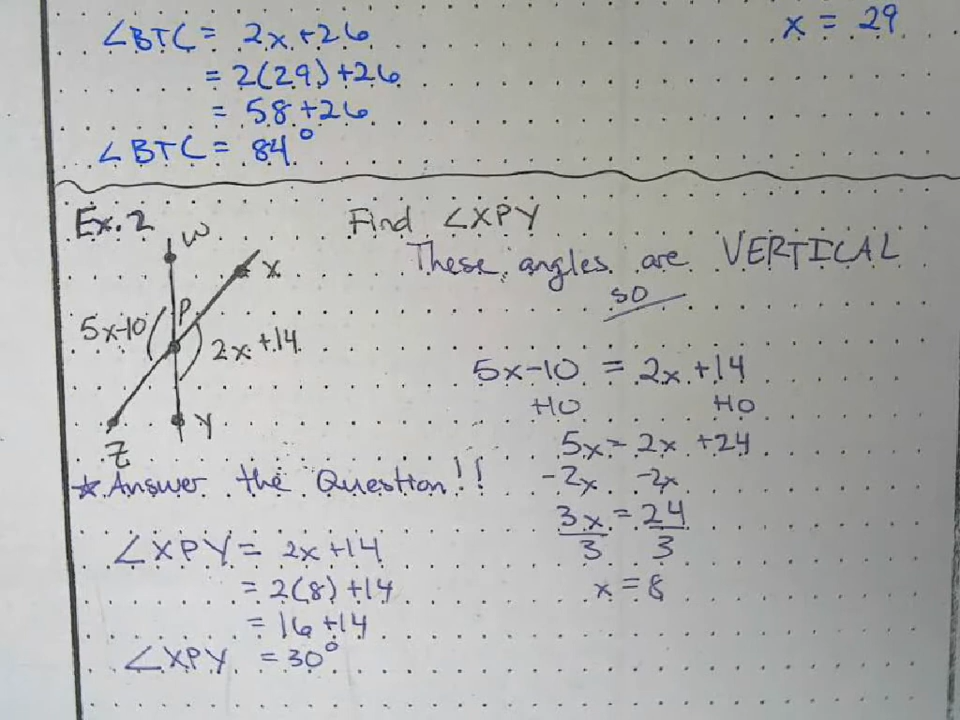 ∠BTC = 2x+26
x = 29
= 2(29)+26
= 58+26
∠BTC = 84°
Ex. 2
Find ∠XPY
W
These angles are VERTICAL
X
so
P
5x-10
2x+14
5x-10 = 2x+14
+10 +10
Y
5x = 2x +24
Z
☆ Answer the Question!!
-2x -2x
3x = 24
3 3
∠XPY = 2x+14
= 2(8)+14
x = 8
= 16+14
∠XPY = 30°